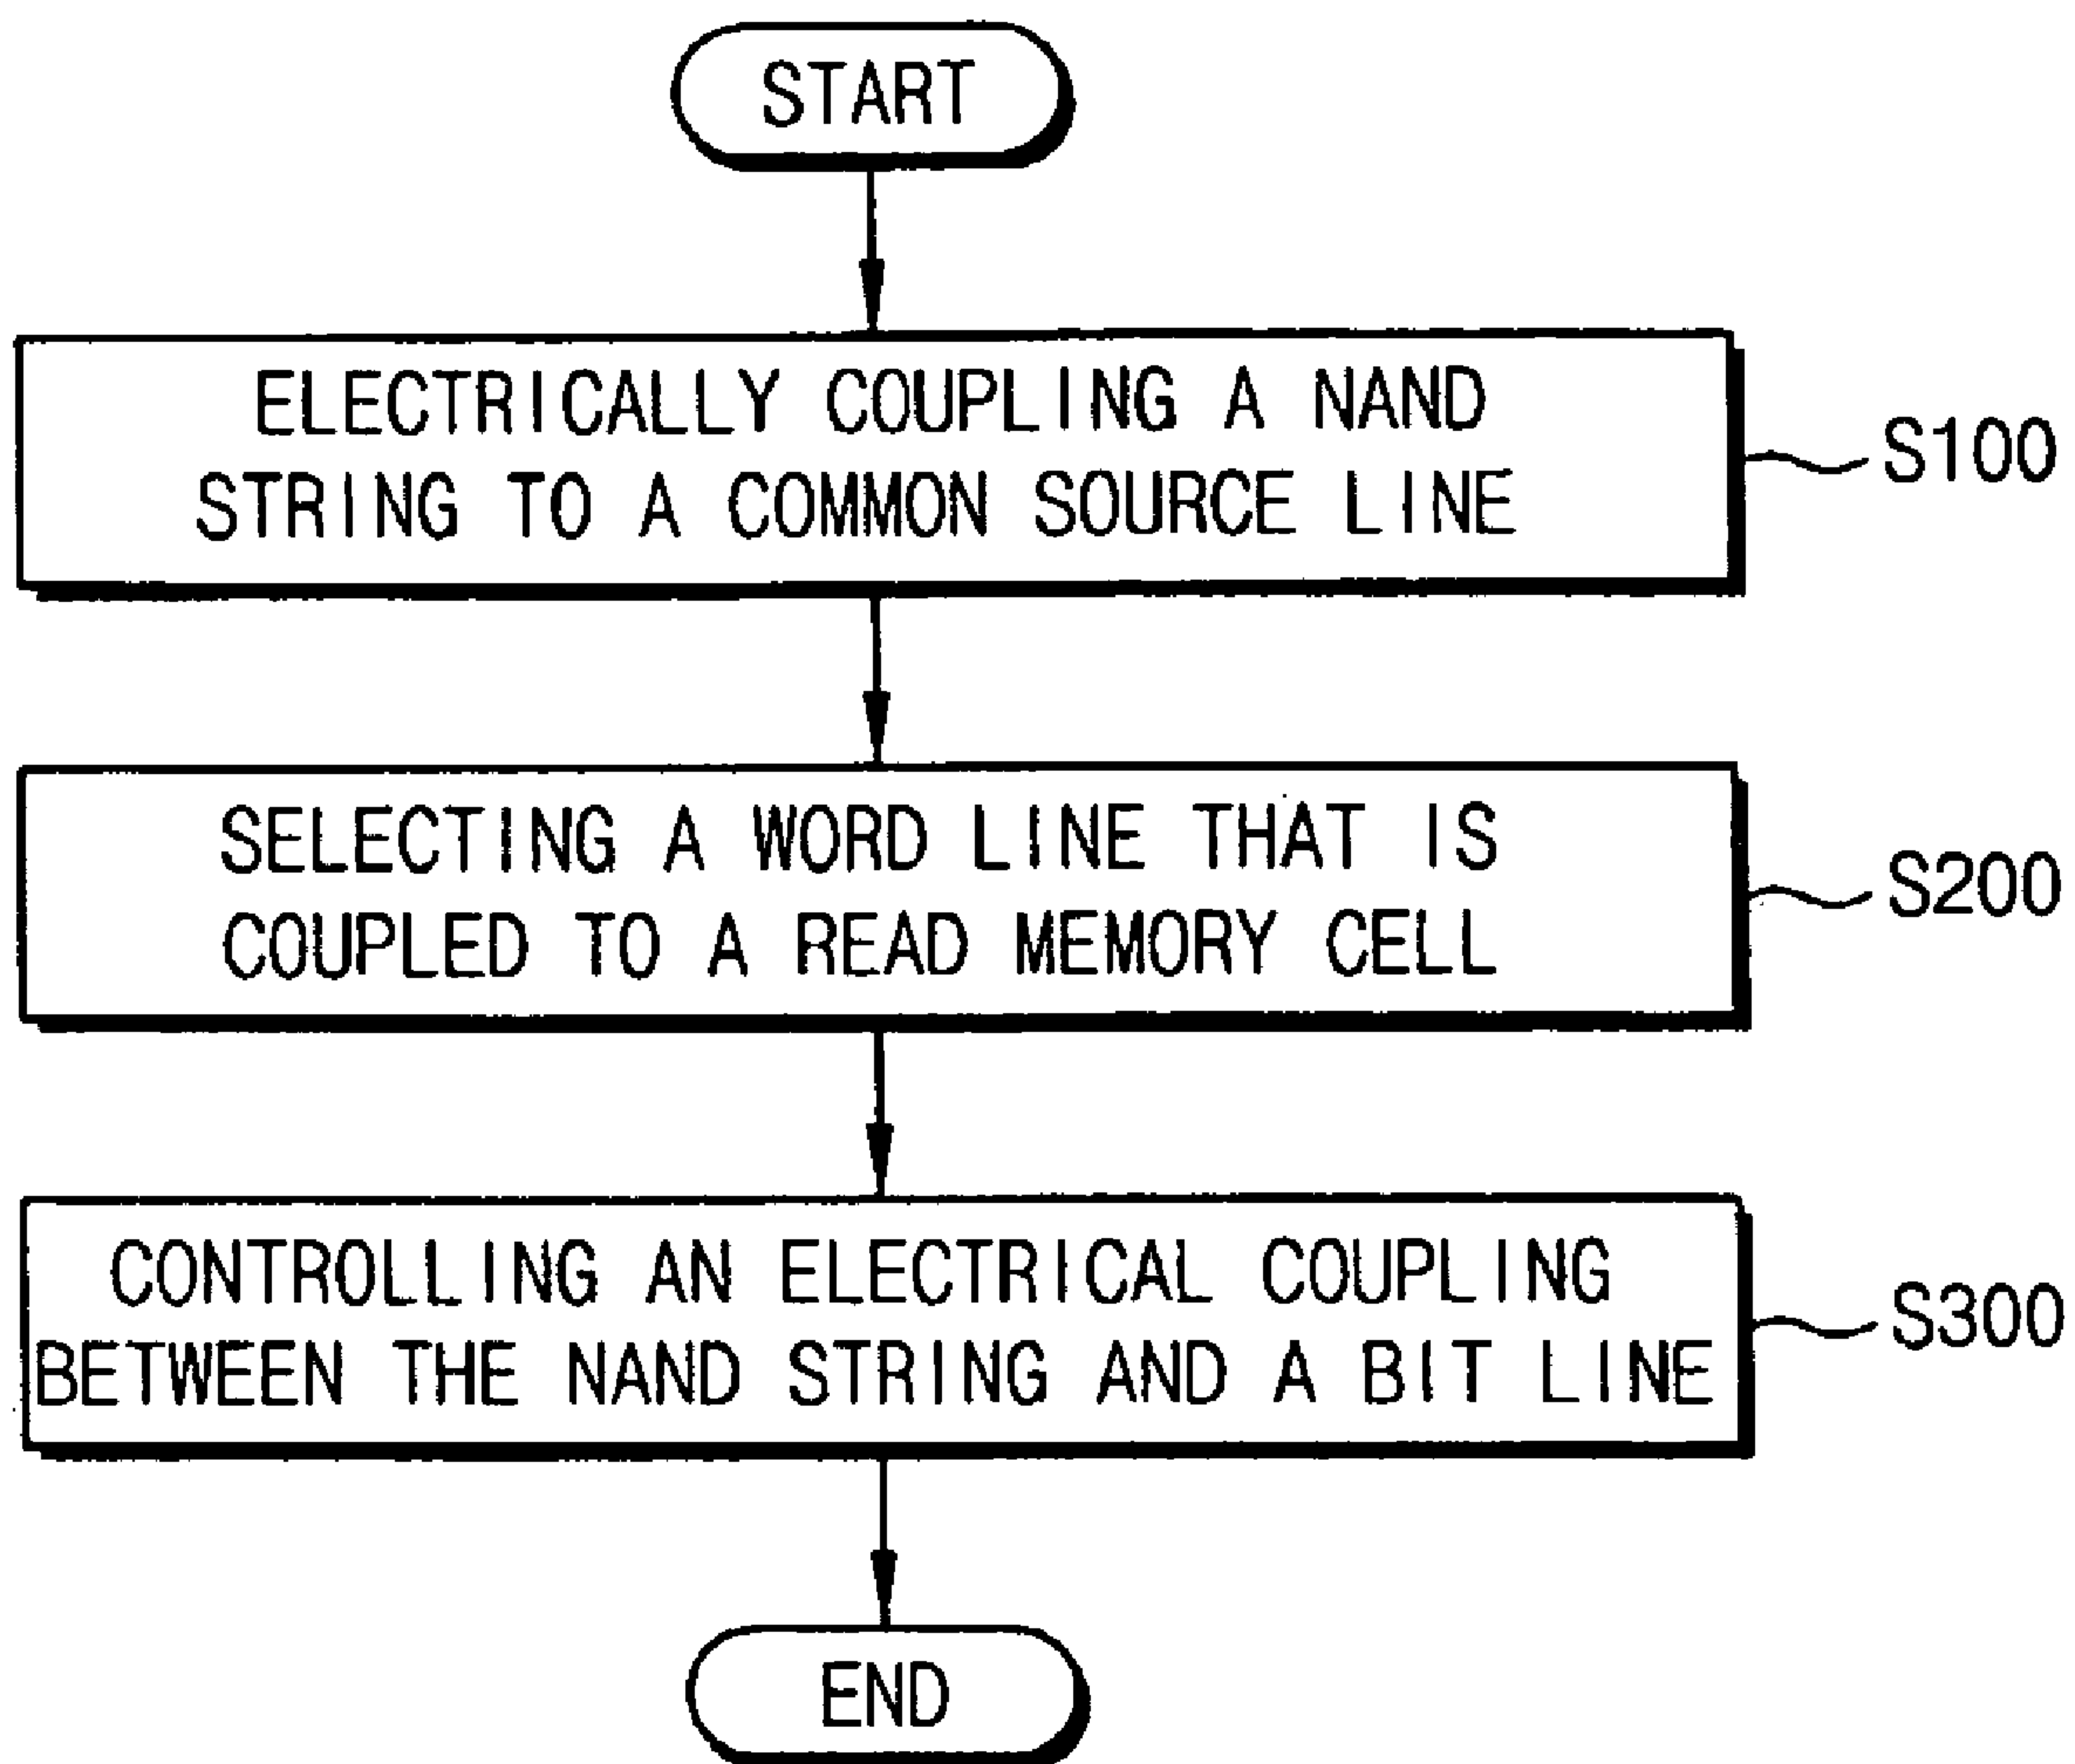 START
ELECTRICALLY COUPLING A NAND
STRING TO A COMMON SOURCE LINE
S100
SELECTING A WORD LINE THAT IS
COUPLED TO A READ MEMORY CELL
S200
CONTROLLING AN ELECTRICAL COUPLING
BETWEEN THE NAND STRING AND A BIT LINE
S300
END